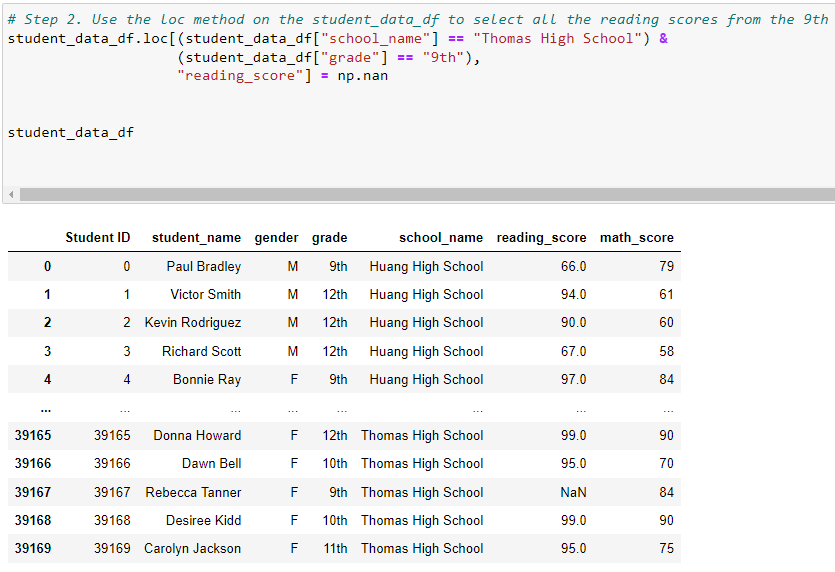 # Step 2. Use the loc method on the student_data_df to select all the reading scores from the 9th
student_data_df.loc[(student_data_df["school_name"] == "Thomas High School") &
(student_data_df["grade"] == "9th"),
"reading_score"] = np.nan
student_data_df
Student ID student_name gender grade school_name reading_score math_score
0 0 Paul Bradley M 9th Huang High School 66.0 79
1 1 Victor Smith M 12th Huang High School 94.0 61
2 2 Kevin Rodriguez M 12th Huang High School 90.0 60
3 3 Richard Scott M 12th Huang High School 67.0 58
4 4 Bonnie Ray F 9th Huang High School 97.0 84
... ... ... ... ... ... ... ...
39165 39165 Donna Howard F 12th Thomas High School 99.0 90
39166 39166 Dawn Bell F 10th Thomas High School 95.0 70
39167 39167 Rebecca Tanner F 9th Thomas High School NaN 84
39168 39168 Desiree Kidd F 10th Thomas High School 99.0 90
39169 39169 Carolyn Jackson F 11th Thomas High School 95.0 75